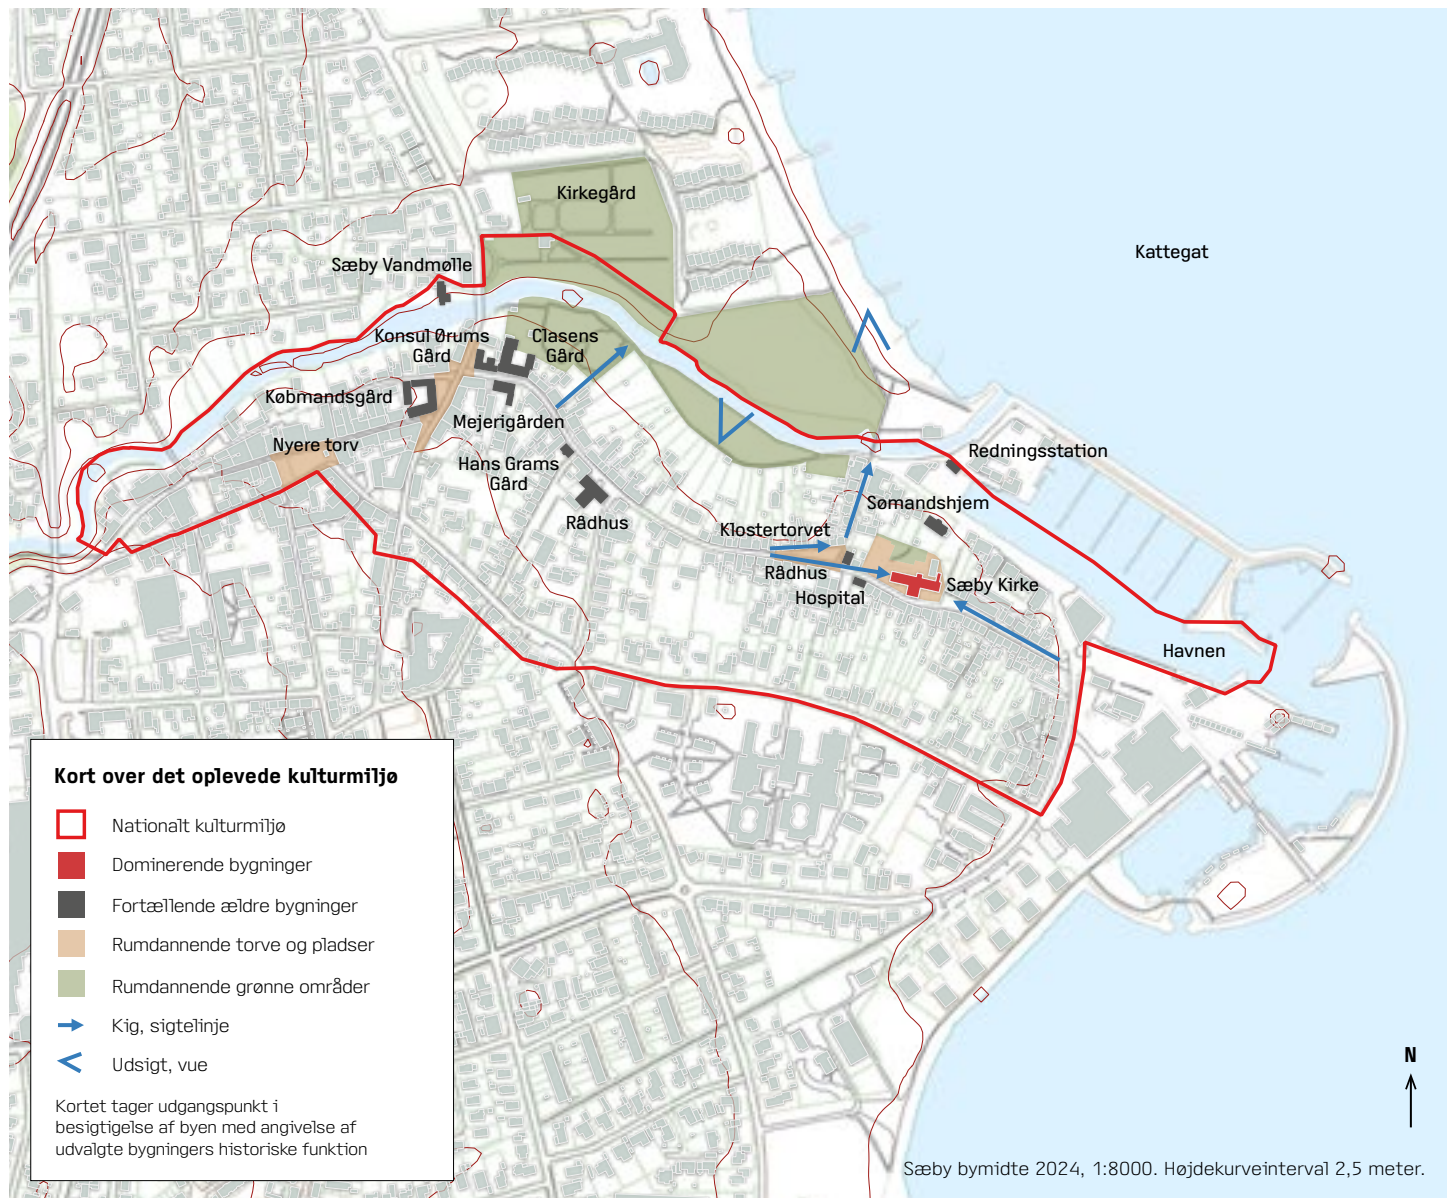 Kirkegård
Kattegat
Sæby Vandmølle
Konsul Ørums
Gård
Clasens
Gård
Købmandsgård
Mejerigården
Nyere torv
Hans Grams
Gård
Redningsstation
Sømandshjem
Rådhus
Klostertorvet
Rådhus
Hospital
Sæby Kirke
Havnen
Kort over det oplevede kulturmiljø
Nationalt kulturmiljø
Dominerende bygninger
Fortællende ældre bygninger
Rumdannende torve og pladser
Rumdannende grønne områder
Kig, sigtelinje
Udsigt, vue
Kortet tager udgangspunkt i
besigtigelse af byen med angivelse af
udvalgte bygningers historiske funktion
N
Sæby bymidte 2024, 1:8000. Højdekurveinterval 2,5 meter.